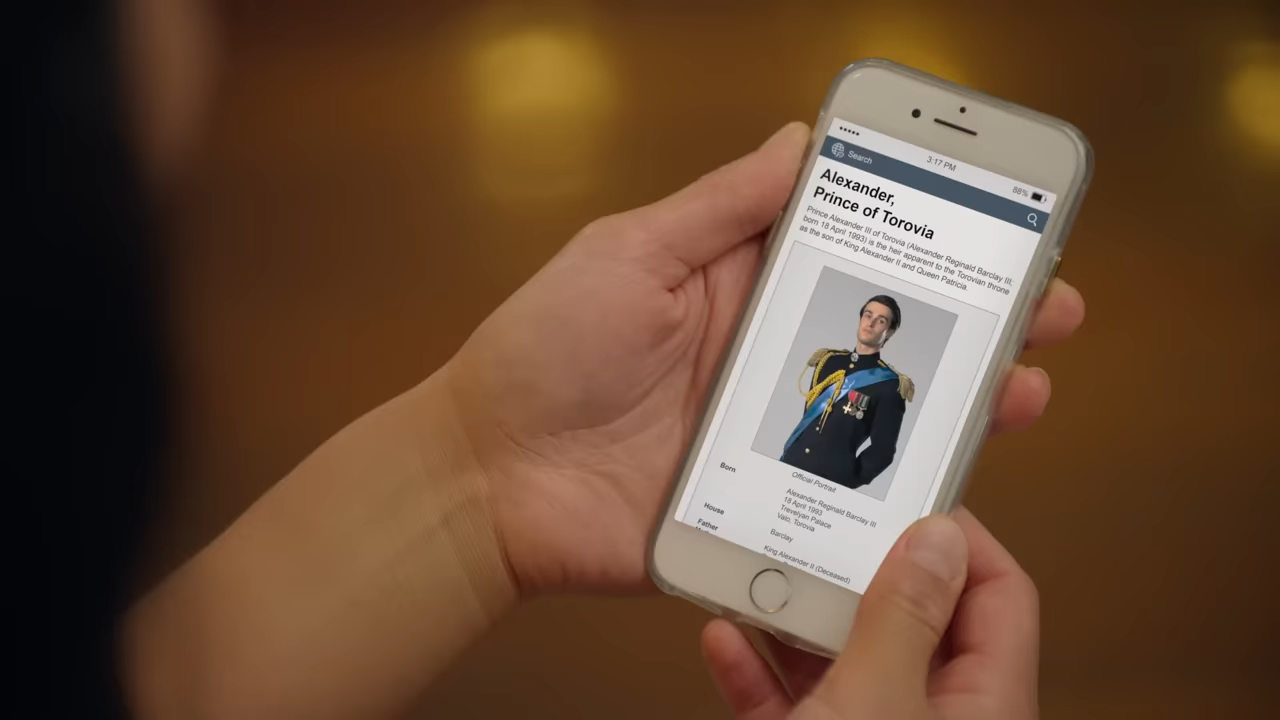 3:17 PM
88%
Search
Alexander,
Prince of Torovia
Prince Alexander III of Torovia (Alexander Reginald Barclay III;
born 18 April 1993) is the heir apparent to the Torovian throne
as the son of King Alexander II and Queen Patricia.
Official Portrait
Born
Alexander Reginald Barclay III
18 April 1993
Trevelyan Palace
Valo, Torovia
House
Barclay
Father
King Alexander II (Deceased)